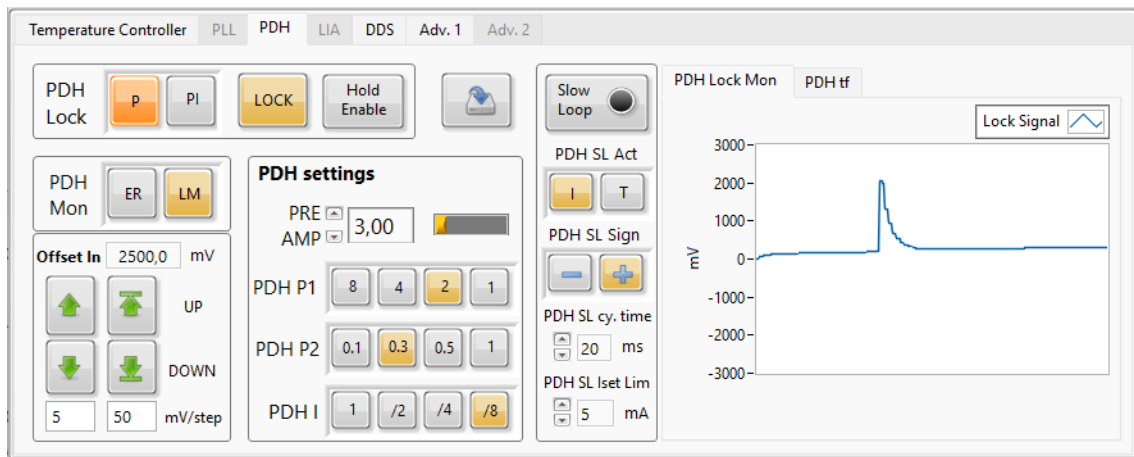 Temperature Controller PLL PDH LIA DDS Adv. 1 Adv. 2
PDH Lock P PI LOCK Hold Enable
PDH Mon ER LM
Offset In 2500,0 mV
UP
DOWN
5 50 mV/step
PDH settings
PRE AMP 3,00
PDH P1 8 4 2 1
PDH P2 0.1 0.3 0.5 1
PDH I 1 /2 /4 /8
Slow Loop
PDH SL Act
I T
PDH SL Sign
− +
PDH SL cy. time
20 ms
PDH SL Iset Lim
5 mA
PDH Lock Mon PDH tf
Lock Signal
3000
2000
1000
0
-1000
-2000
-3000
mV